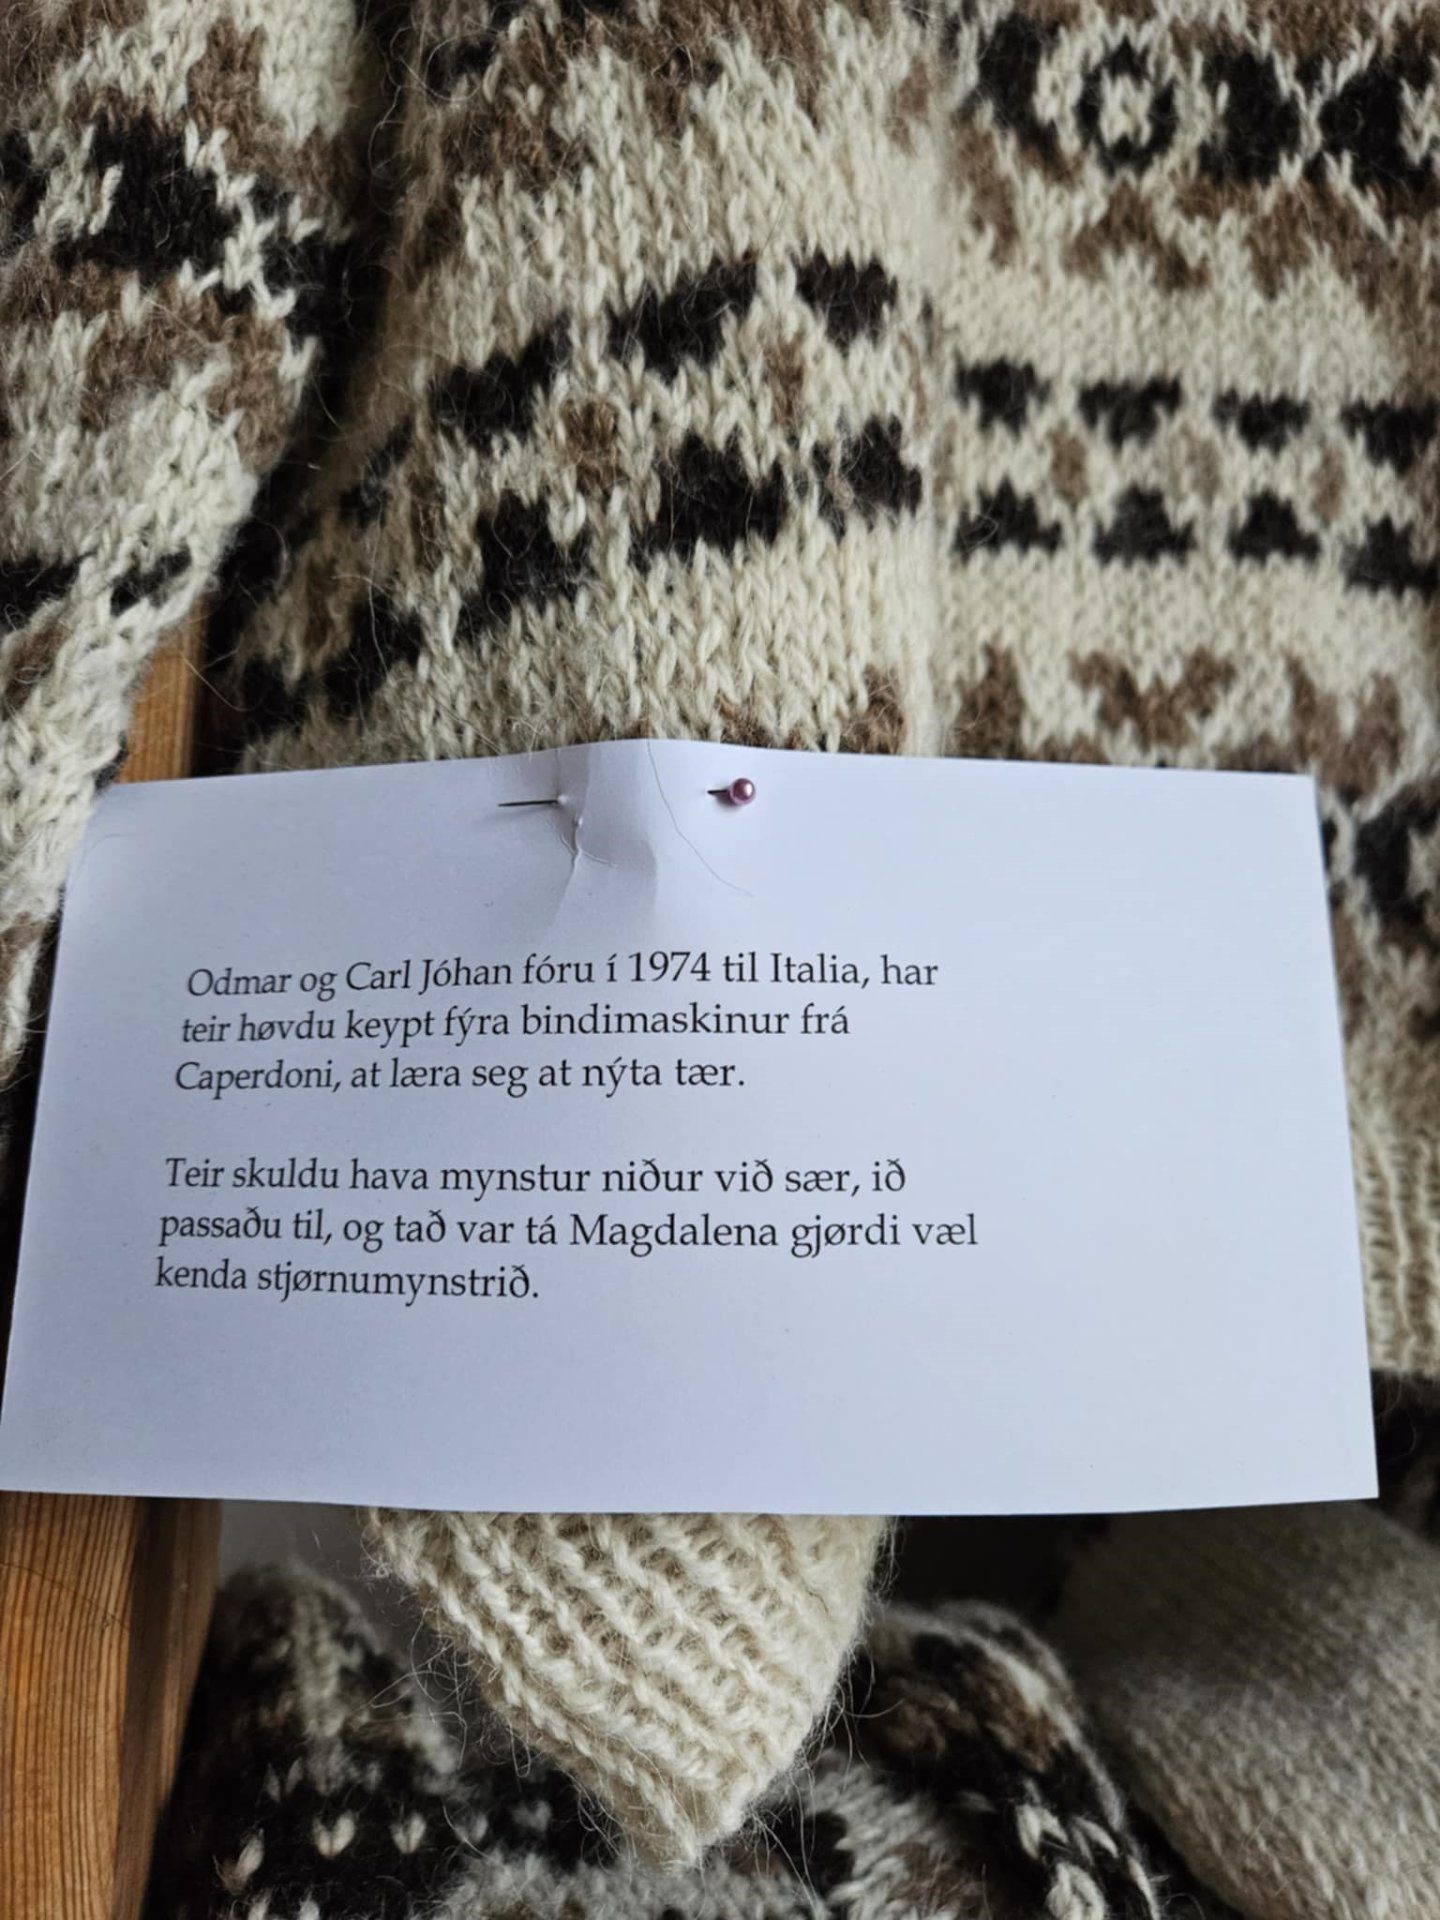 Odmar og Carl Jóhan fóru í 1974 til Italia, har
teir høvdu keypt fýra bindimaskinur frá
Caperdoni, at læra seg at nýta tær.
Teir skuldu hava mynstur niður við sær, ið
passaðu til, og tað var tá Magdalena gjørdi væl
kenda stjørnumynstrið.